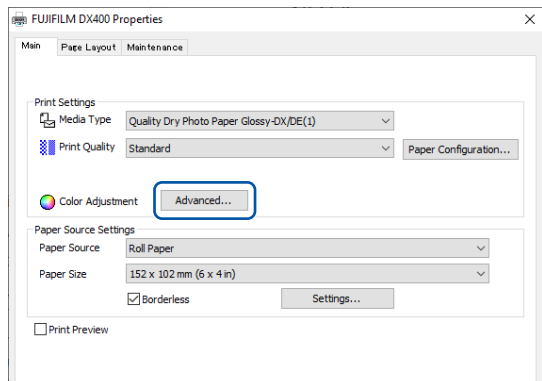 FUJIFILM DX400 Properties
Main Page Layout Maintenance
Print Settings
Media Type Quality Dry Photo Paper Glossy-DX/DE(1)
Print Quality Standard Paper Configuration...
Color Adjustment Advanced...
Paper Source Settings
Paper Source Roll Paper
Paper Size 152 x 102 mm (6 x 4 in)
Borderless Settings...
Print Preview